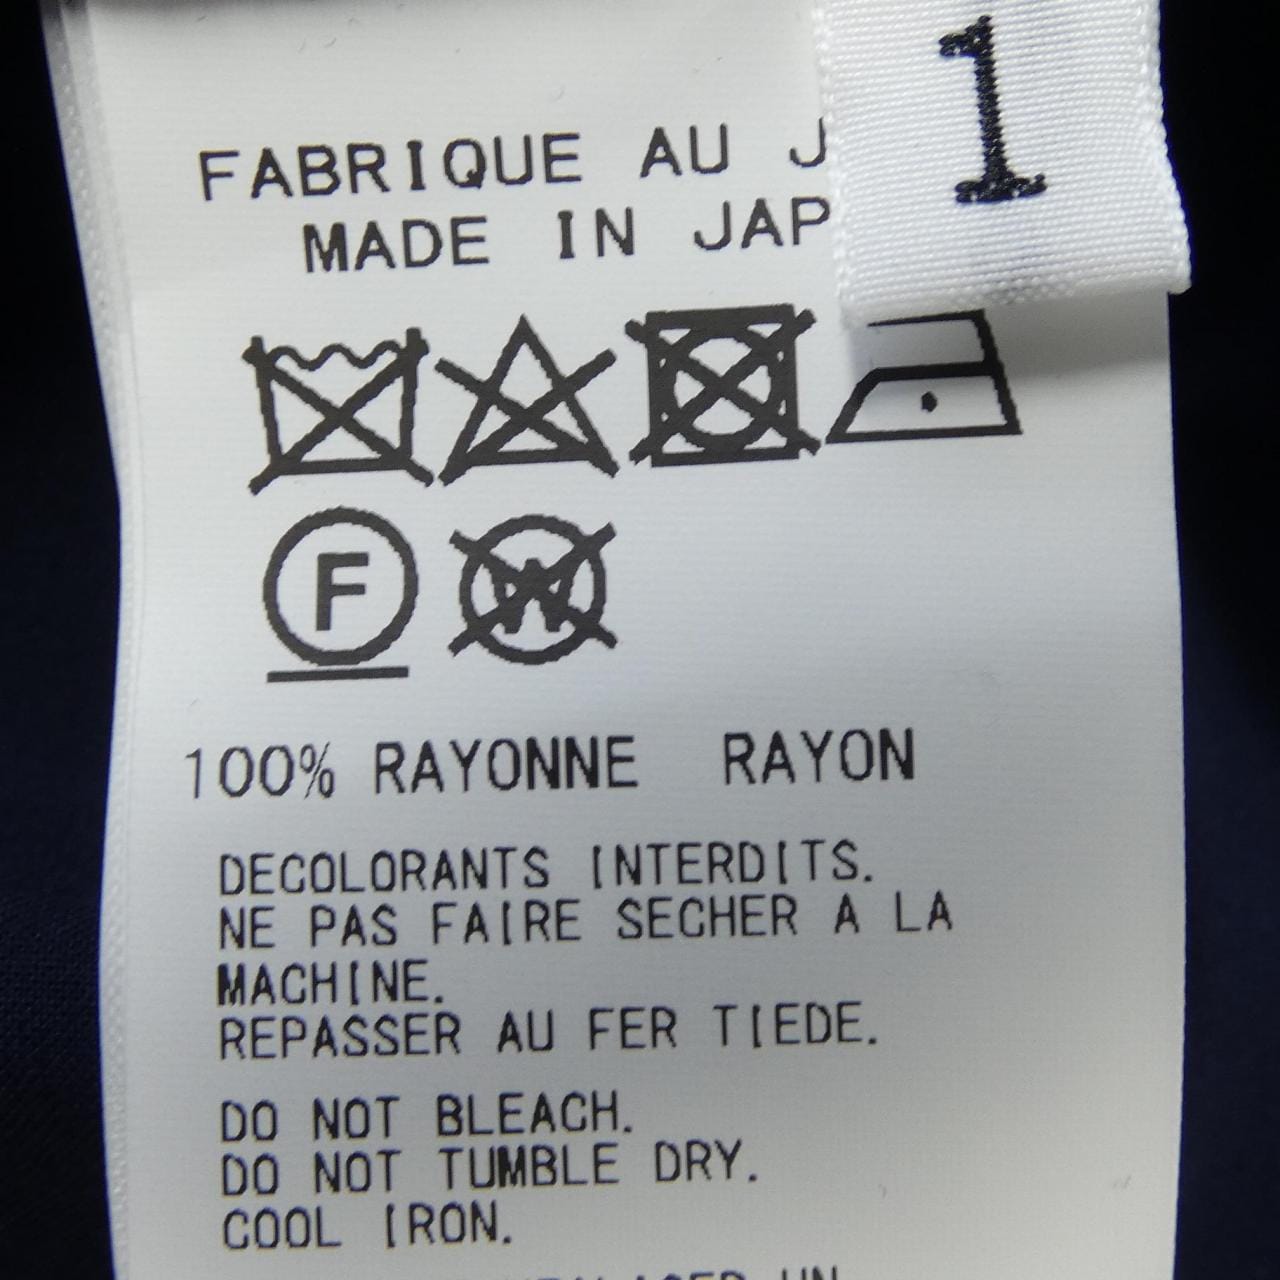 1
FABRIQUE AU
MADE IN
F
W
100% RAYONNE RAYON
DECOLORANTS INTERDITS.
NE PAS FAIRE SECHER A LA
MACHINE.
REPASSER AU FER TIEDE.
DO NOT BLEACH.
DO NOT TUMBLE DRY.
COOL IRON.